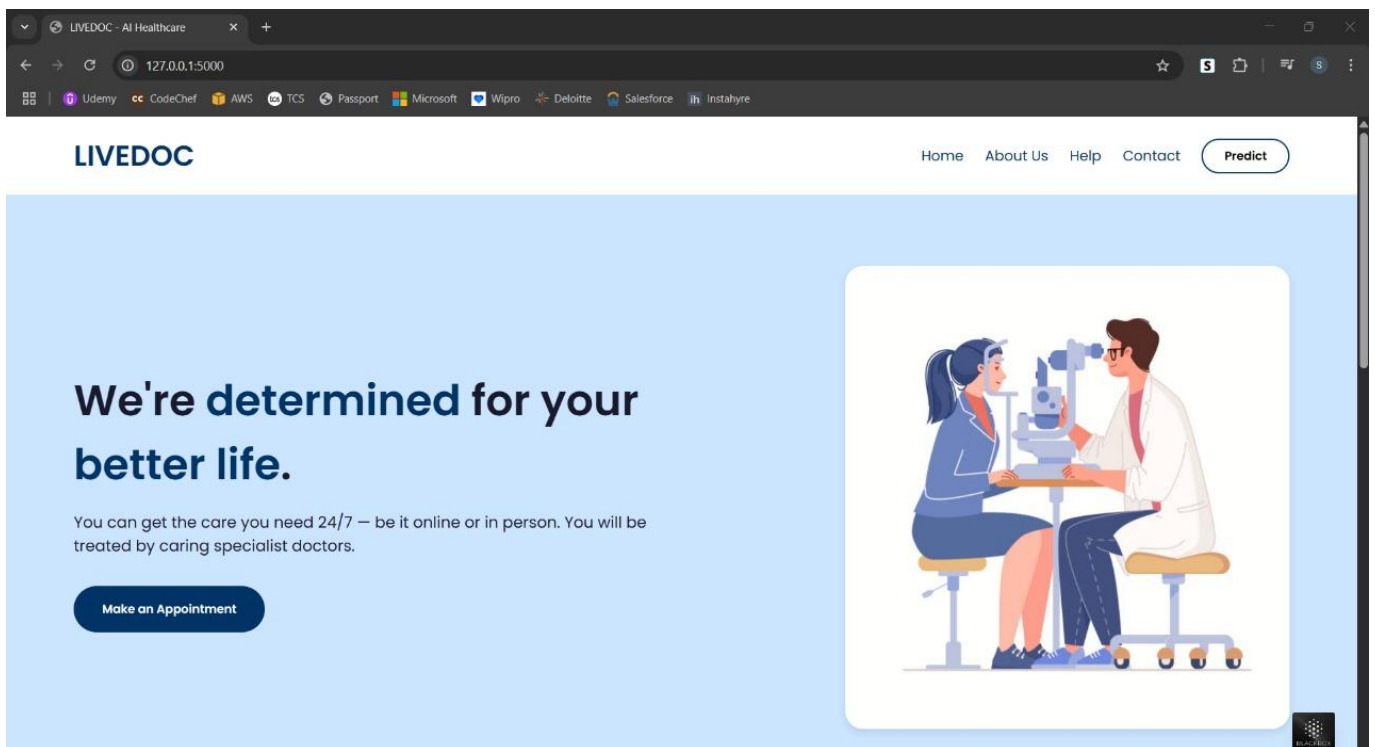 LIVEDOC - AI Healthcare
127.0.0.1:5000
S
S
Udemy CodeChef AWS TCS Passport Microsoft Wipro Deloitte Salesforce Instahyre
LIVEDOC
Home About Us Help Contact Predict
We're determined for your
better life.
You can get the care you need 24/7 — be it online or in person. You will be
treated by caring specialist doctors.
Make an Appointment
BLACKBOX